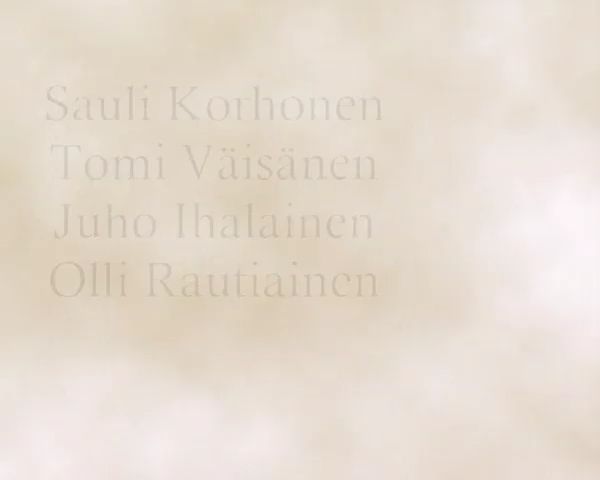 Sauli Korhonen
Tomi Väisänen
Juho Ihalainen
Olli Rautiainen